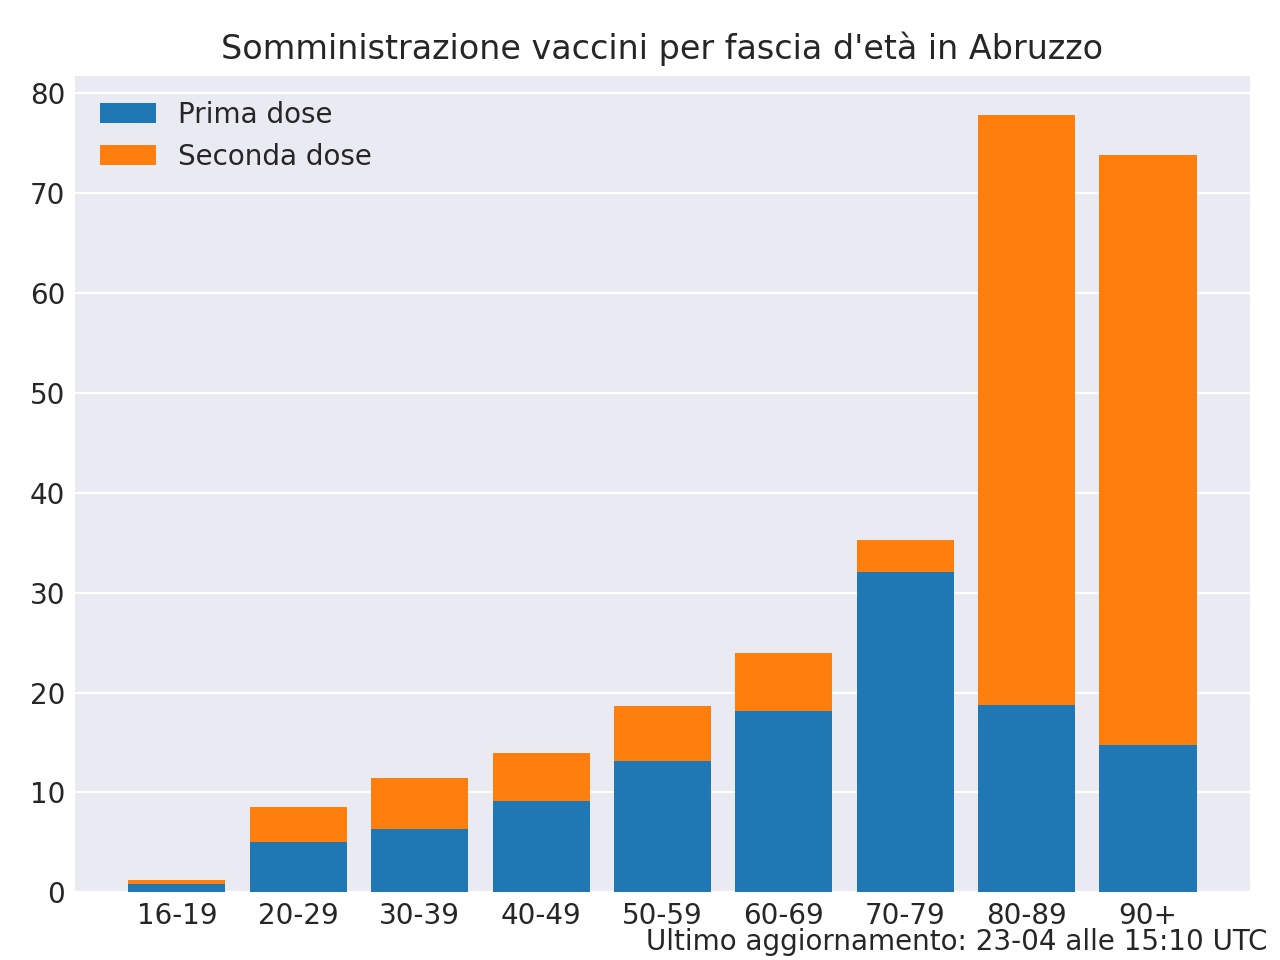 Somministrazione vaccini per fascia d'età in Abruzzo
Prima dose
Seconda dose
80
70
60
50
40
30
20
10
0
16-19 20-29 30-39 40-49 50-59 60-69 70-79 80-89 90+
Ultimo aggiornamento: 23-04 alle 15:10 UTC